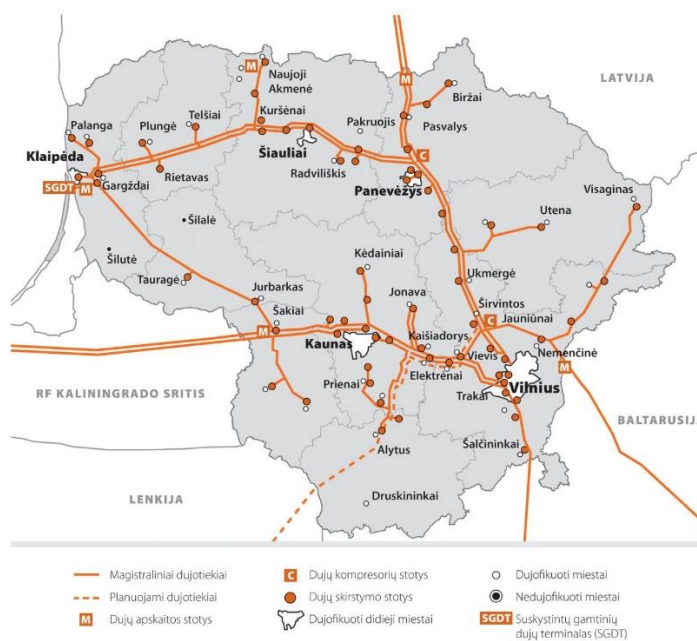 M
Naujoji
Akmenė
M
LATVIJA
Biržai
Palanga
Plungė
Telšiai
Kuršėnai
Pakruojis
Pasvalys
Klaipėda
Šiauliai
C
SGDT
M
Gargždai
Rietavas
Radviliškis
Panevėžys
Visaginas
Šilalė
Utena
Šilutė
Kėdainiai
Tauragė
Jurbarkas
Jonava
Ukmergė
Širvintos
Šakiai
M
Kaišiadorys
C
Jauniūnai
Kaunas
Vievis
Nemenčinė
M
Elektrėnai
RF KALININGRADO SRITIS
Prienai
Trakai
Vilnius
BALTARUSIJA
Alytus
Šalčininkai
LENKIJA
Druskininkai
Magistraliniai dujotiekiai
C Dujų kompresorių stotys
Dujofikuoti miestai
Planuojami dujotiekiai
Dujų skirstymo stotys
Nedujofikuoti miestai
M Dujų apskaitos stotys
Dujofikuoti didieji miestai
SGDT Suskystintų gamtinių
dujų terminalas (SGDT)